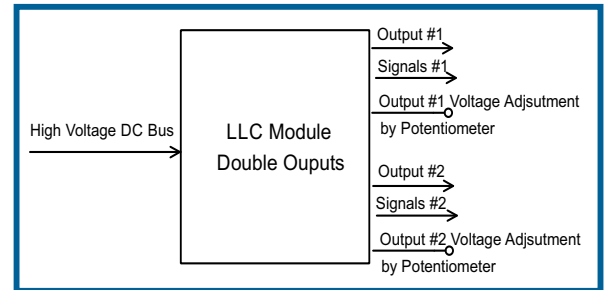 Output #1
Signals #1
Output #1 Voltage Adjsutment
by Potentiometer
High Voltage DC Bus
LLC Module
Double Ouputs
Output #2
Signals #2
Output #2 Voltage Adjsutment
by Potentiometer